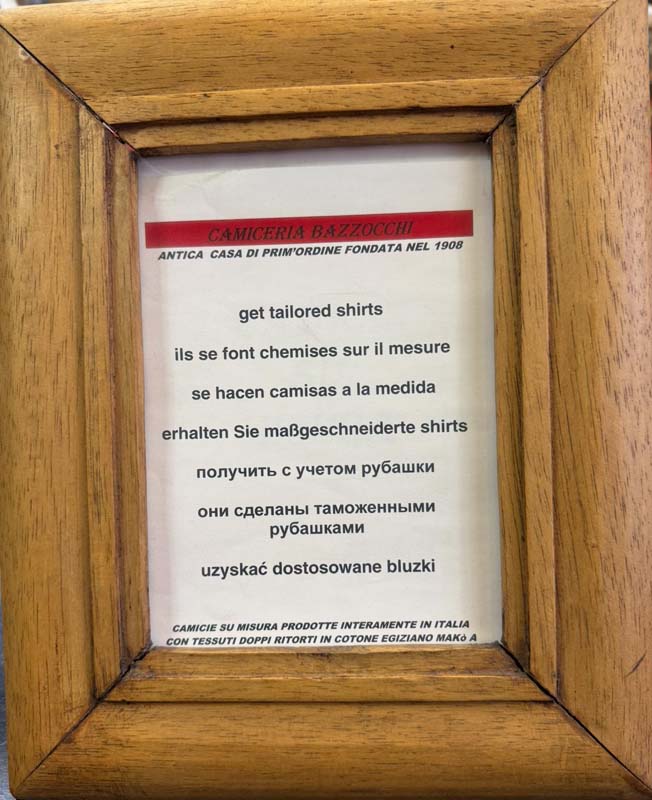 CAMICERIA BAZZOCCHI
ANTICA CASA DI PRIM'ORDINE FONDATA NEL 1908
get tailored shirts
ils se font chemises sur il mesure
se hacen camisas a la medida
erhalten Sie maßgeschneiderte shirts
получить с учетом рубашки
они сделаны таможенными
рубашками
uzyskać dostosowane bluzki
CAMICIE SU MISURA PRODOTTE INTERAMENTE IN ITALIA
CON TESSUTI DOPPI RITORTI IN COTONE EGIZIANO MAKò A